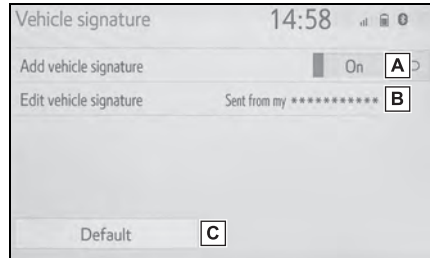 Vehicle signature 14:58
Add vehicle signature On A
Edit vehicle signature Sent from my *********** B
Default C